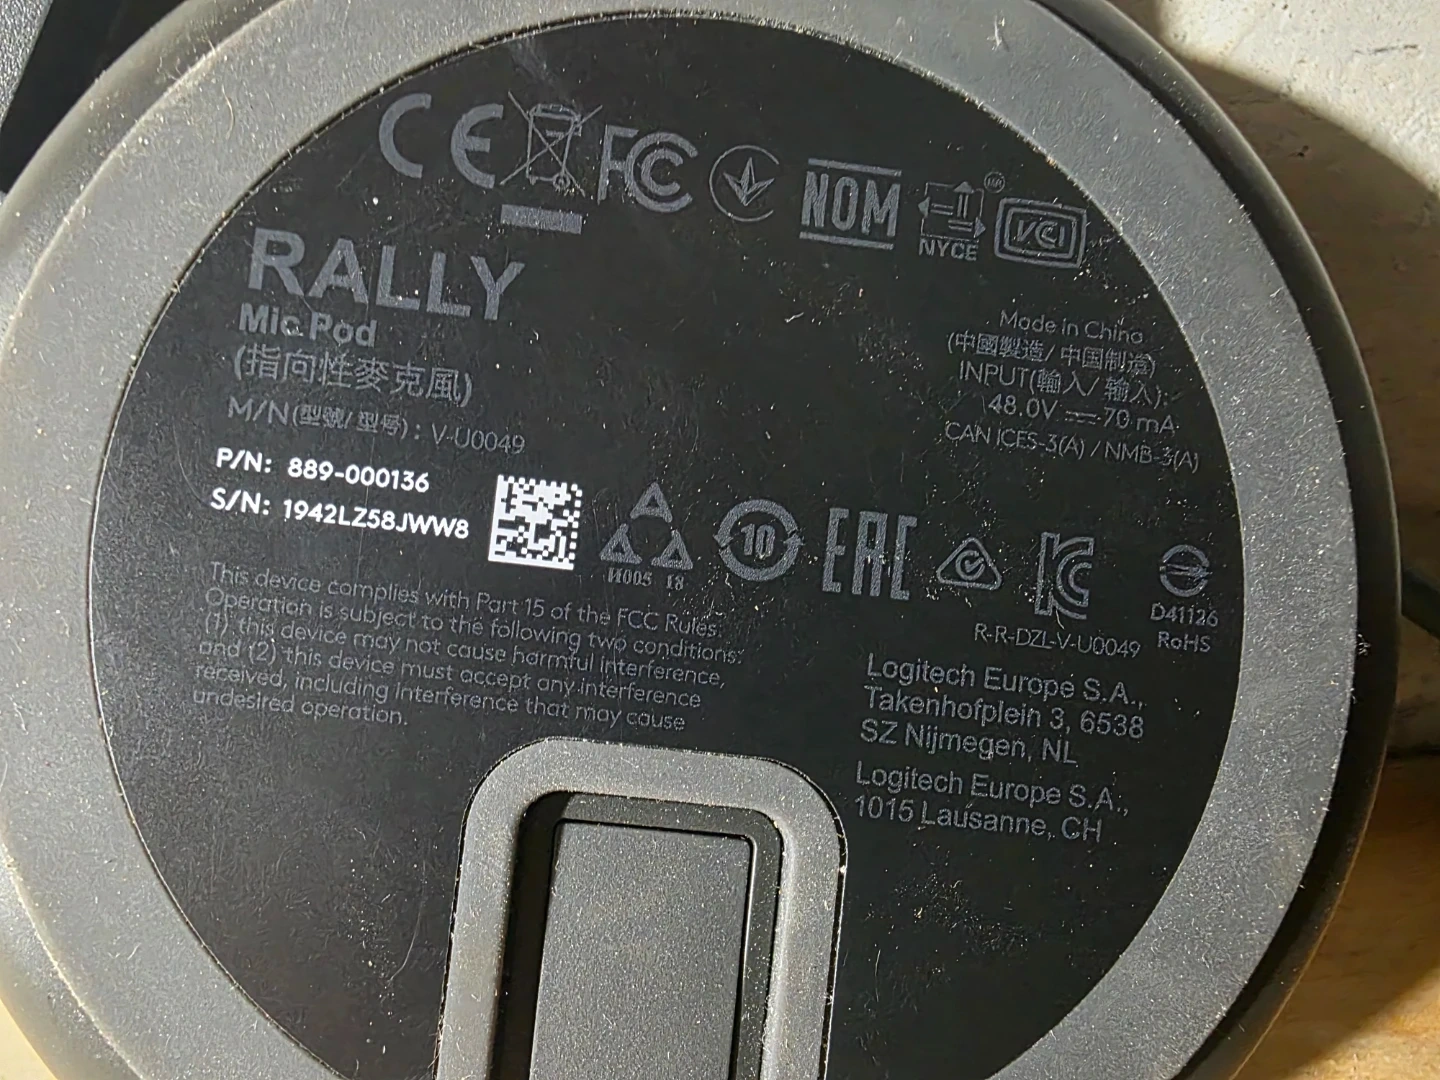 CE FC NOM NYCE VCCI
RALLY
Mic Pod
(指向性麥克風)
M/N(型號/ 型号) : V-U0049
P/N: 889-000136
S/N: 1942LZ58JWW8
Made in China
(中國製造/ 中国制造)
INPUT(輸入/ 输入):
48.0V ⎓ 70 mA
CAN ICES-3(A) / NMB-3(A)
И005 18
10
EAC
R-R-DZL-V-U0049
D41126
RoHS
This device complies with Part 15 of the FCC Rules.
Operation is subject to the following two conditions:
(1) this device may not cause harmful interference,
and (2) this device must accept any interference
received, including interference that may cause
undesired operation.
Logitech Europe S.A.,
Takenhofplein 3, 6538
SZ Nijmegen, NL
Logitech Europe S.A.,
1015 Lausanne, CH